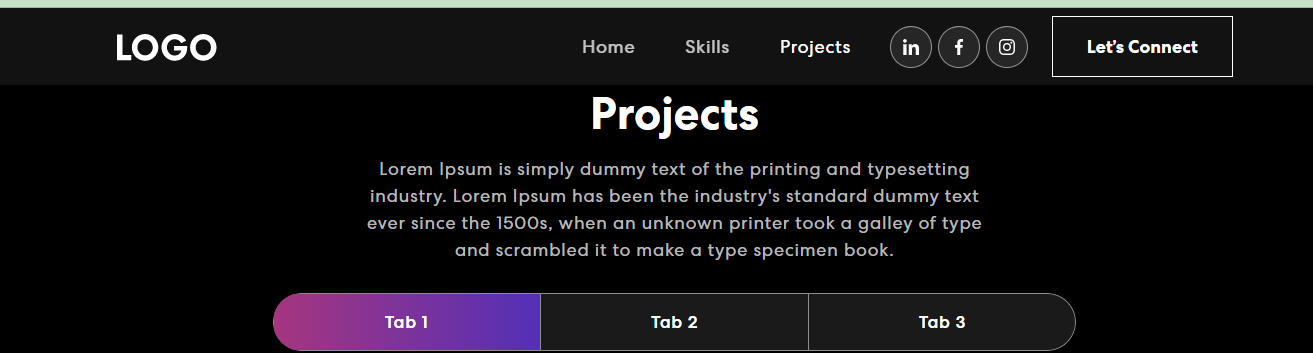 LOGO
Home Skills Projects in f Let's Connect
Projects
Lorem Ipsum is simply dummy text of the printing and typesetting
industry. Lorem Ipsum has been the industry's standard dummy text
ever since the 1500s, when an unknown printer took a galley of type
and scrambled it to make a type specimen book.
Tab 1 Tab 2 Tab 3